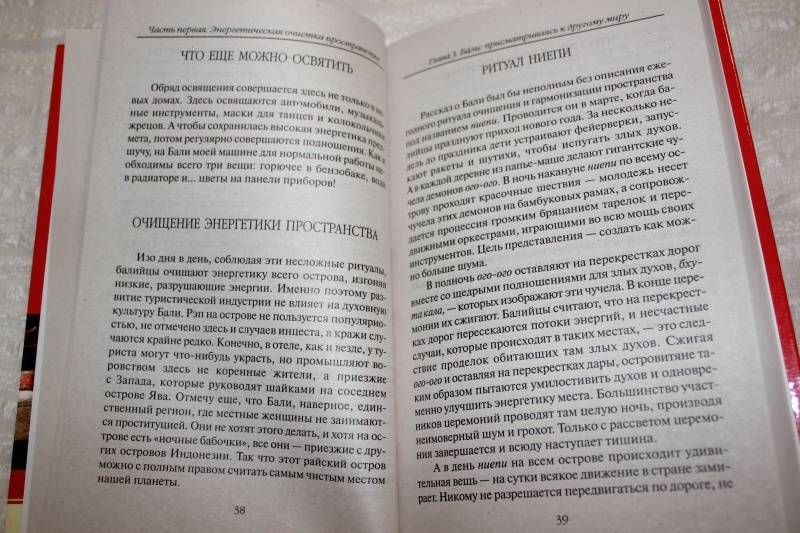 Часть первая. Энергетическая очистка пространства
ЧТО ЕЩЕ МОЖНО ОСВЯТИТЬ
Обряд освящения совершается здесь не только в но-
вых домах. Здесь освящаются автомобили, музыкаль-
ные инструменты, маски для танцев и колокольчики
жрецов. А чтобы сохранилась высокая энергетика пред-
мета, потом регулярно совершаются подношения. Как я
шучу, на Бали моей машине для нормальной работы не-
обходимы всего три вещи: горючее в бензобаке, вода
в радиаторе и... цветы на панели приборов!
ОЧИЩЕНИЕ ЭНЕРГЕТИКИ ПРОСТРАНСТВА
Изо дня в день, соблюдая эти несложные ритуалы,
балийцы очищают энергетику всего острова, изгоняя
низкие, разрушающие энергии. Именно поэтому раз-
витие туристической индустрии не влияет на духовную
культуру Бали. Рэп на острове не пользуется популярно-
стью, не отмечено здесь и случаев инцеста, а кражи слу-
чаются крайне редко. Конечно, в отеле, как и везде, у ту-
риста могут что-нибудь украсть, но промышляют во-
ровством здесь не коренные жители, а приезжие
с Запада, которые руководят шайками на соседнем
острове Ява. Отмечу еще, что Бали, наверное, един-
ственный регион, где местные женщины не занимают-
ся проституцией. Они не хотят этого делать, и хотя на ос-
трове есть «ночные бабочки», все они — приезжие с дру-
гих островов Индонезии. Так что этот райский остров
можно с полным правом считать самым чистым местом
нашей планеты.
38
Глава 3. Бали: присматриваясь к другому миру
РИТУАЛ НИЕПИ
Рассказ о Бали был бы неполным без описания еже-
годного ритуала очищения и гармонизации пространства
под названием ниепи. Проводится он в марте, когда ба-
лийцы празднуют приход нового года. За несколько не-
дель до праздника дети устраивают фейерверки, запус-
кают ракеты и шутихи, чтобы испугать злых духов.
А в каждой деревне из папье-маше делают гигантские чу-
чела демонов ого-ого. В ночь накануне ниепи по всему ос-
трову проходят красочные шествия — молодежь несет
чучела этих демонов на бамбуковых рамах, а сопровож-
дается процессия громким бряцанием тарелок и пере-
движными оркестрами, играющими во всю мощь своих
инструментов. Цель представления — создать как мож-
но больше шума.
В полночь ого-ого оставляют на перекрестках дорог
вместе со щедрыми подношениями для злых духов, бху-
та кала, — которых изображают эти чучела. В конце цере-
монии их сжигают. Балийцы считают, что на перекрест-
ках дорог пересекаются потоки энергий, и несчастные
случаи, которые происходят в таких местах, — это след-
ствие проделок обитающих там злых духов. Сжигая
ого-ого и оставляя на перекрестках дары, островитяне та-
ким образом пытаются умилостивить духов и одновре-
менно улучшить энергетику места. Большинство участ-
ников церемоний проводят там целую ночь, производя
неимоверный шум и грохот. Только с рассветом церемо-
ния завершается и всюду наступает тишина.
А в день ниепи на всем острове происходит удиви-
тельная вещь — на сутки всякое движение в стране зами-
рает. Никому не разрешается передвигаться по дороге, не
39